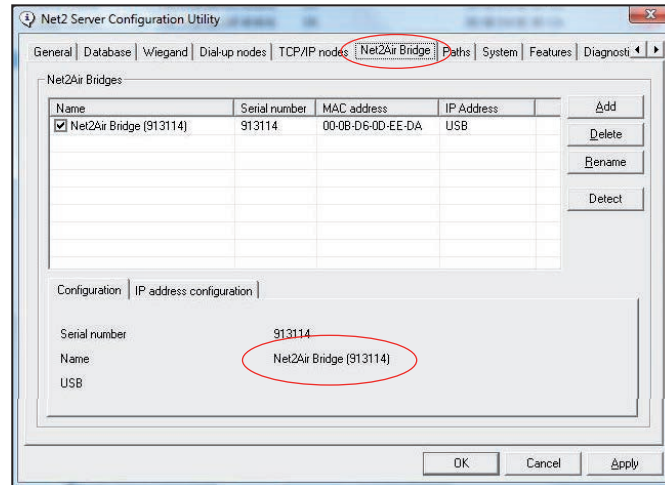 Net2 Server Configuration Utility
General Database Wiegand Dial-up nodes TCP/IP nodes Net2Air Bridge Paths System Features Diagnosti
Net2Air Bridges
Name Serial number MAC address IP Address
Net2Air Bridge (913114) 913114 00-0B-D6-0D-EE-DA USB
Add
Delete
Rename
Detect
Configuration IP address configuration
Serial number 913114
Name Net2Air Bridge (913114)
USB
OK Cancel Apply